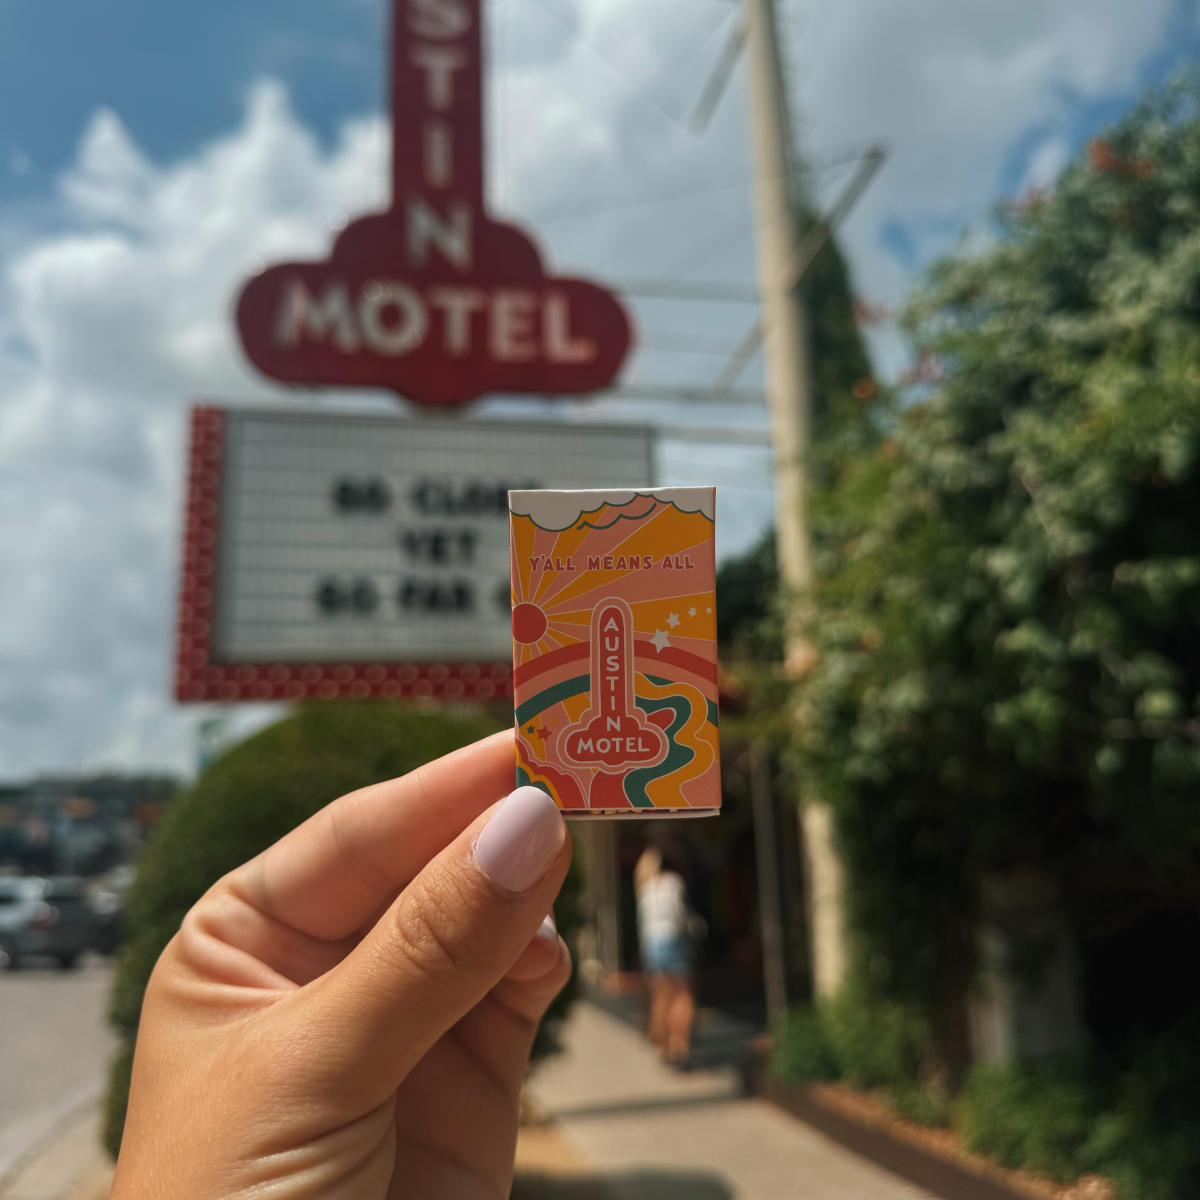 STIN
MOTEL
SO CLOSE
YET
SO FAR
Y'ALL MEANS ALL
AUSTIN
MOTEL